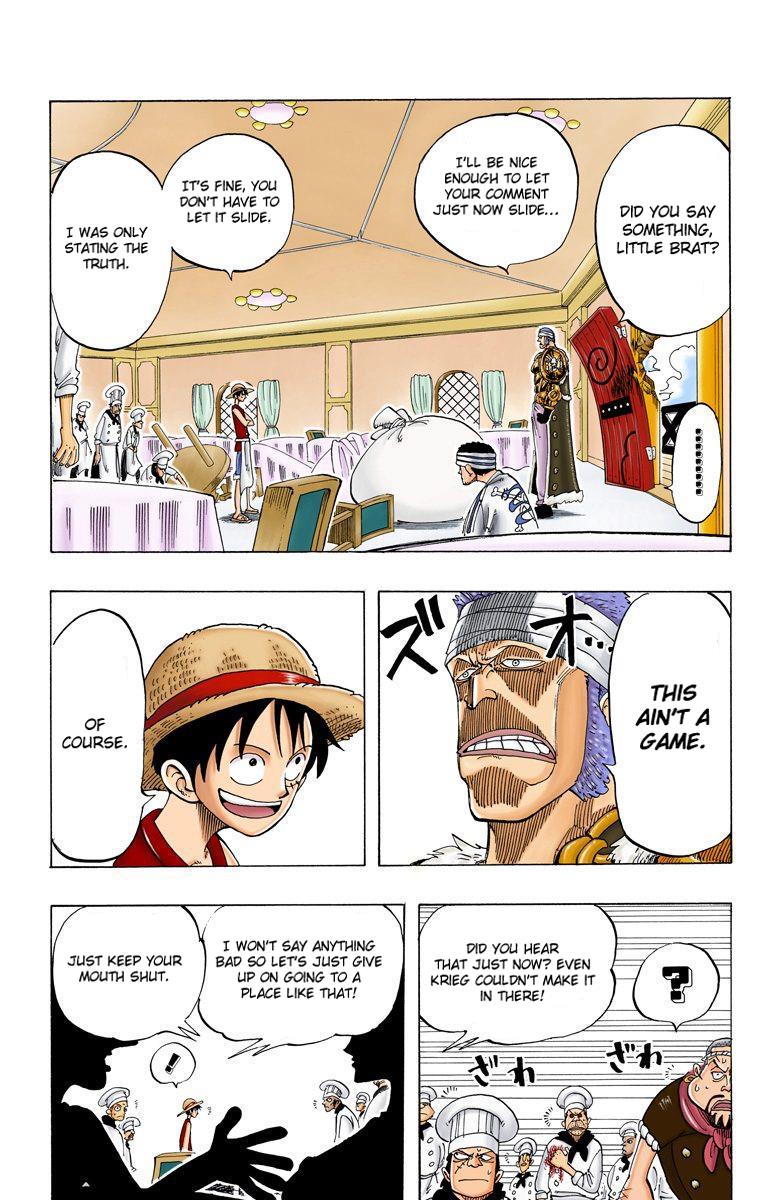 DID YOU SAY
SOMETHING,
LITTLE BRAT?
I'LL BE NICE
ENOUGH TO LET
YOUR COMMENT
JUST NOW SLIDE...
IT'S FINE, YOU
DON'T HAVE TO
LET IT SLIDE.
I WAS ONLY
STATING THE
TRUTH.
!!!!!!!!
THIS
AIN'T A
GAME.
オ…
ズ
OF
COURSE.
?
DID YOU HEAR
THAT JUST NOW? EVEN
KRIEG COULDN'T MAKE IT
IN THERE!
ざわ
ざわ
I WON'T SAY ANYTHING
BAD SO LET'S JUST GIVE
UP ON GOING TO A
PLACE LIKE THAT!
JUST KEEP YOUR
MOUTH SHUT.
!